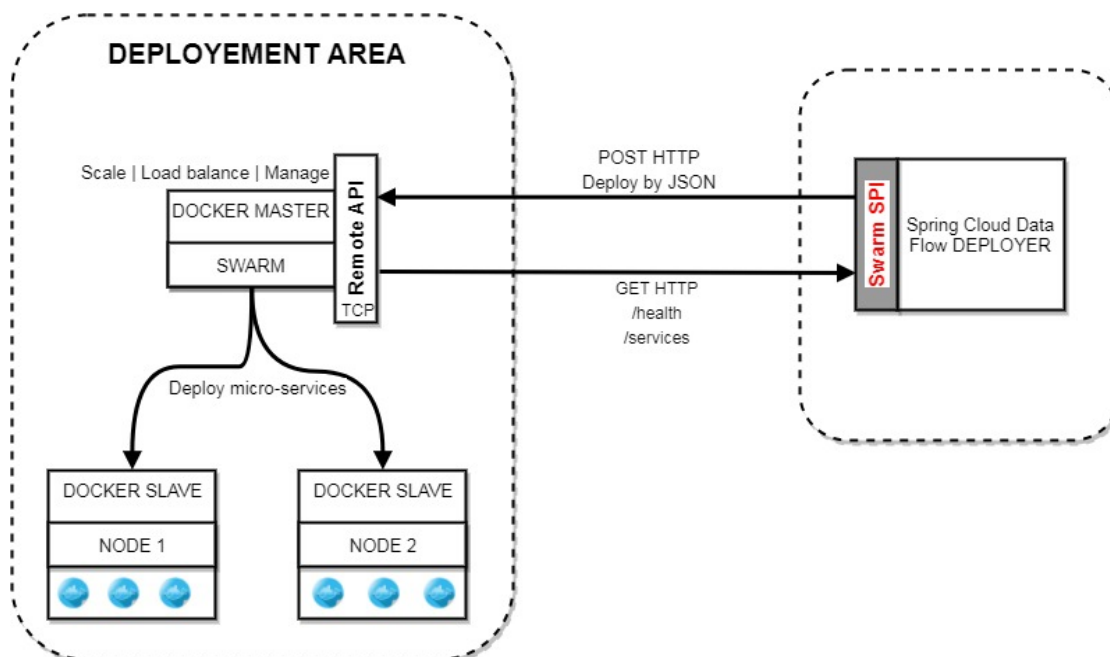 DEPLOYEMENT AREA
Scale | Load balance | Manage
DOCKER MASTER
SWARM
Remote API
TCP
POST HTTP
Deploy by JSON
GET HTTP
/health
/services
Swarm SPI
Spring Cloud Data
Flow DEPLOYER
Deploy micro-services
DOCKER SLAVE
NODE 1
DOCKER SLAVE
NODE 2